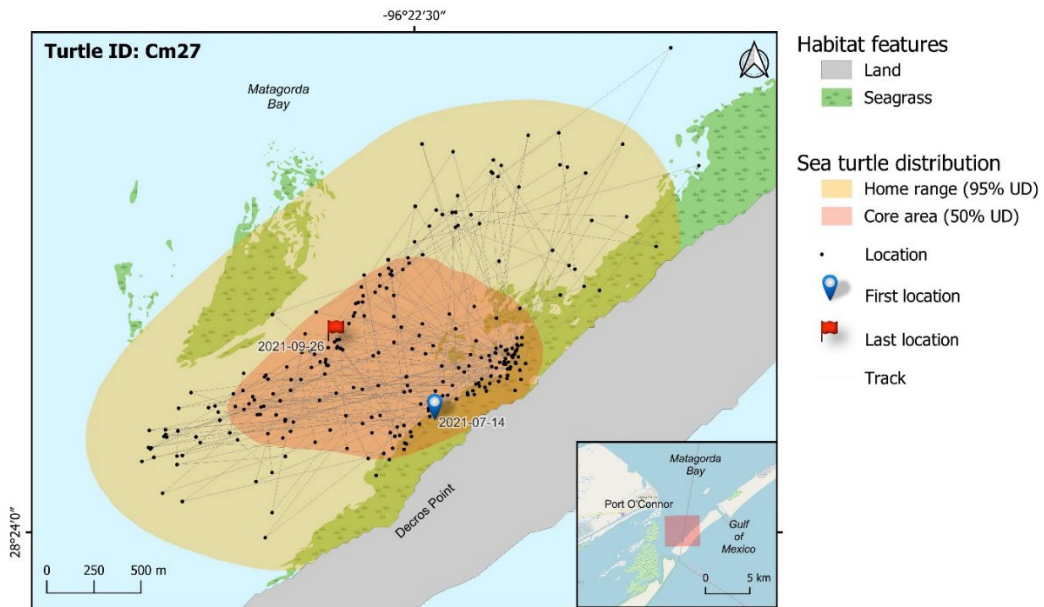 -96°22'30"
Turtle ID: Cm27
Matagorda
Bay
2021-09-26
2021-07-14
Decros Point
28°24'0"
0 250 500 m
Matagorda
Bay
Port O'Connor
Gulf
of
Mexico
0 5 km
Habitat features
Land
Seagrass
Sea turtle distribution
Home range (95% UD)
Core area (50% UD)
Location
First location
Last location
Track